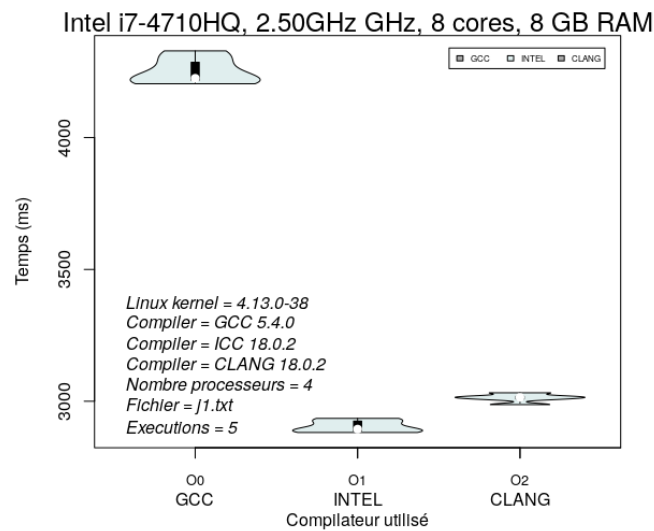 Intel i7-4710HQ, 2.50GHz GHz, 8 cores, 8 GB RAM
GCC INTEL CLANG
4000
3500
3000
Temps (ms)
Linux kernel = 4.13.0-38
Compiler = GCC 5.4.0
Compiler = ICC 18.0.2
Compiler = CLANG 18.0.2
Nombre processeurs = 4
Fichier = j1.txt
Executions = 5
O0 O1 O2
GCC INTEL CLANG
Compilateur utilisé